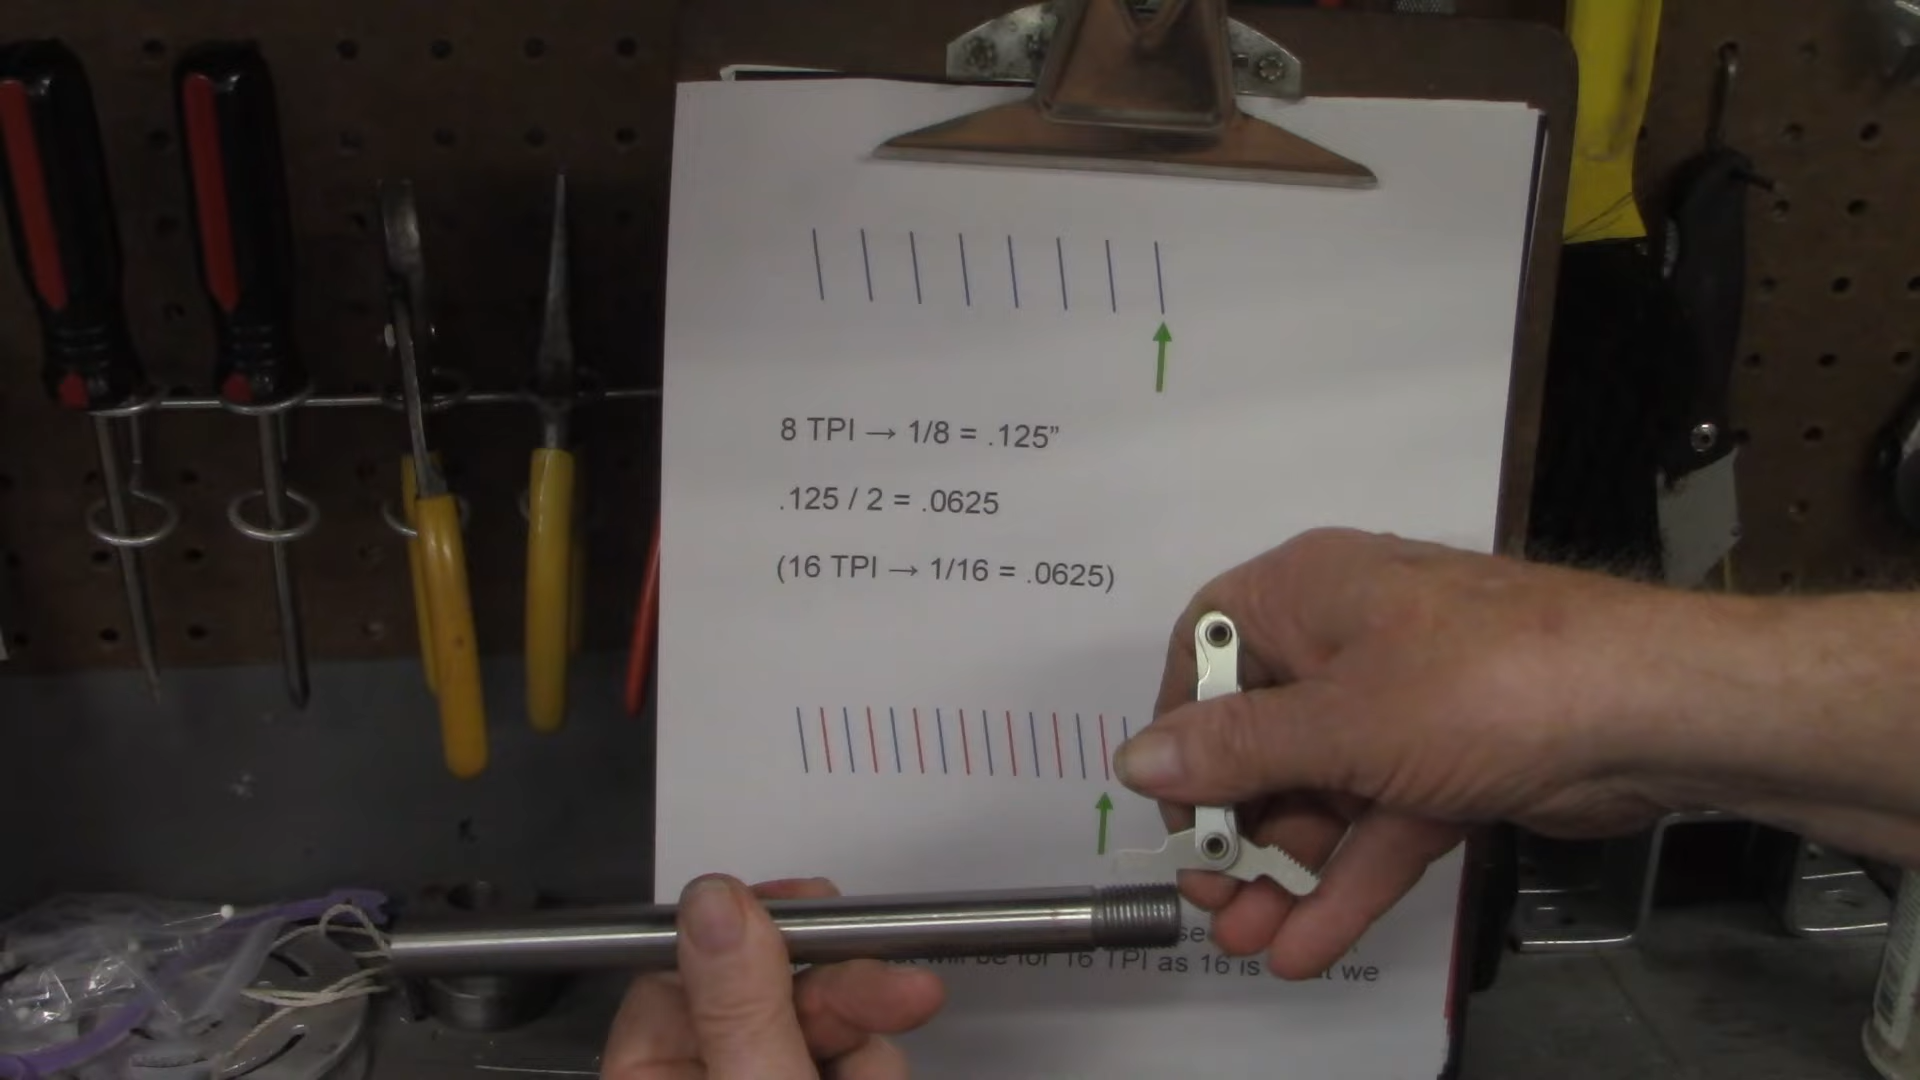 8 TPI → 1/8 = .125”
.125 / 2 = .0625
(16 TPI → 1/16 = .0625)
will be for 16 TPI as 16 is we